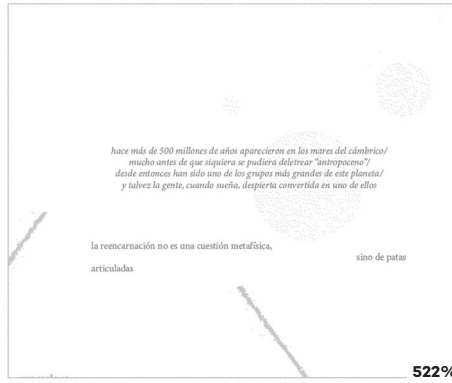 hace más de 500 millones de años aparecieron en los mares del cámbrico/
mucho antes de que siquiera se pudiera deletrear “antropoceno”/
desde entonces han sido uno de los grupos más grandes de este planeta/
y talvez la gente, cuando sueña, despierta convertida en uno de ellos
la reencarnación no es una cuestión metafísica,
sino de patas
articuladas
522%